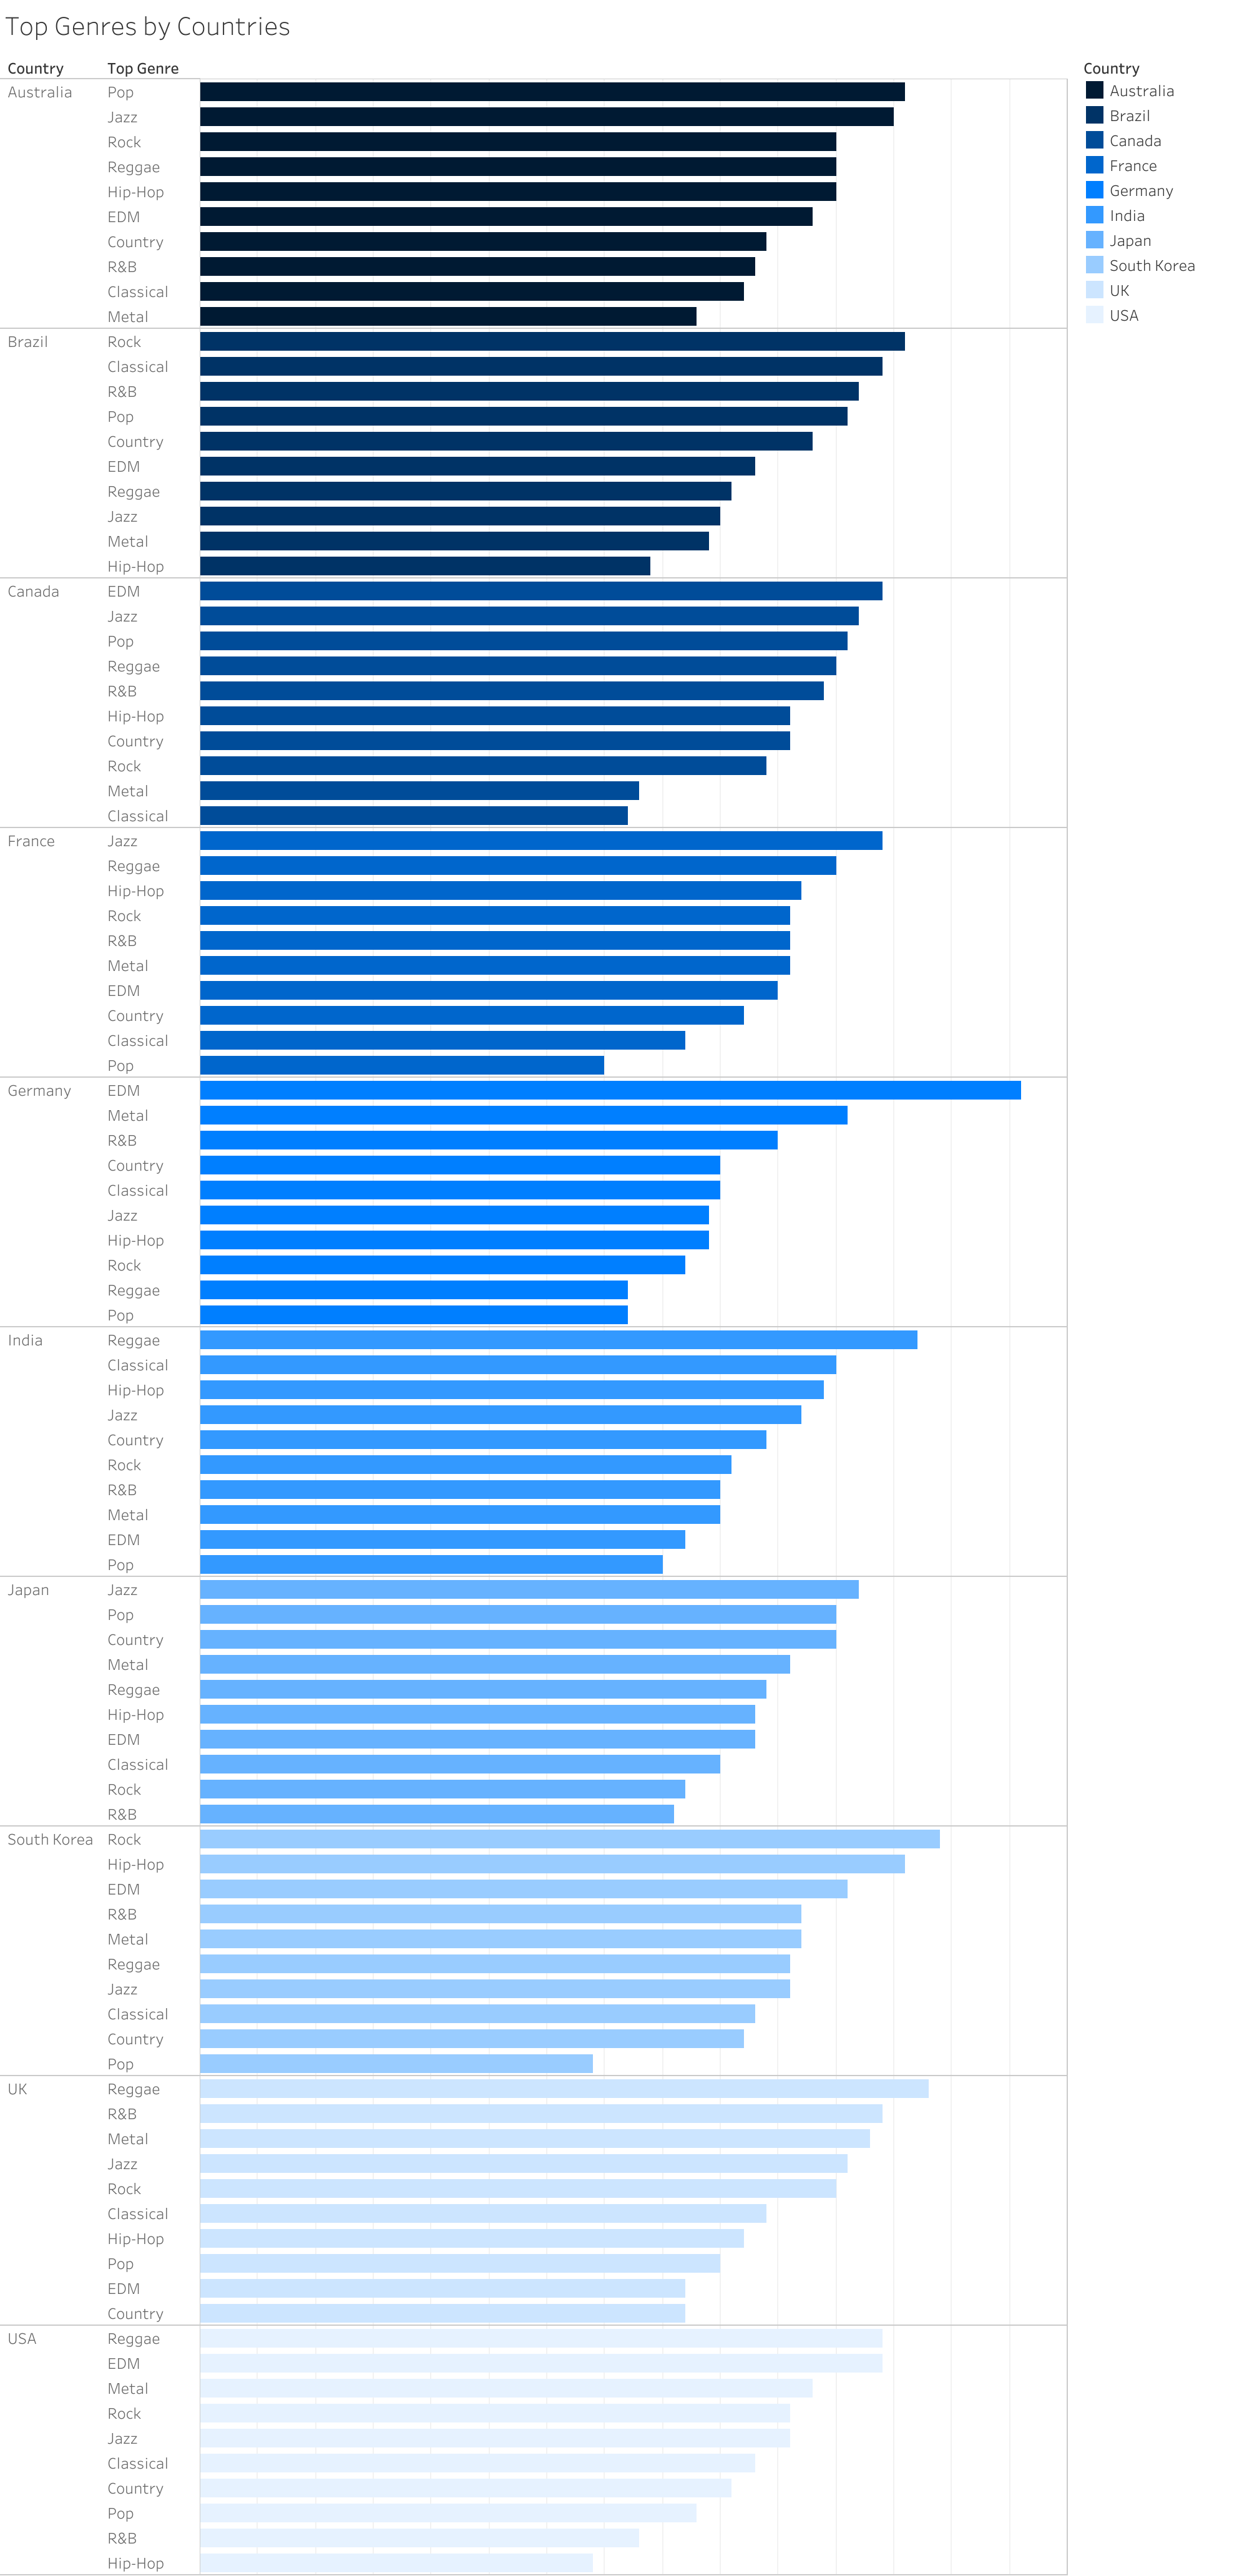 Top Genres by Countries
Country Top Genre
Australia Pop
Jazz
Rock
Reggae
Hip-Hop
EDM
Country
R&B
Classical
Metal
Brazil Rock
Classical
R&B
Pop
Country
EDM
Reggae
Jazz
Metal
Hip-Hop
Canada EDM
Jazz
Pop
Reggae
R&B
Hip-Hop
Country
Rock
Metal
Classical
France Jazz
Reggae
Hip-Hop
Rock
R&B
Metal
EDM
Country
Classical
Pop
Germany EDM
Metal
R&B
Country
Classical
Jazz
Hip-Hop
Rock
Reggae
Pop
India Reggae
Classical
Hip-Hop
Jazz
Country
Rock
R&B
Metal
EDM
Pop
Japan Jazz
Pop
Country
Metal
Reggae
Hip-Hop
EDM
Classical
Rock
R&B
South Korea Rock
Hip-Hop
EDM
R&B
Metal
Reggae
Jazz
Classical
Country
Pop
UK Reggae
R&B
Metal
Jazz
Rock
Classical
Hip-Hop
Pop
EDM
Country
USA Reggae
EDM
Metal
Rock
Jazz
Classical
Country
Pop
R&B
Hip-Hop
Country
Australia
Brazil
Canada
France
Germany
India
Japan
South Korea
UK
USA